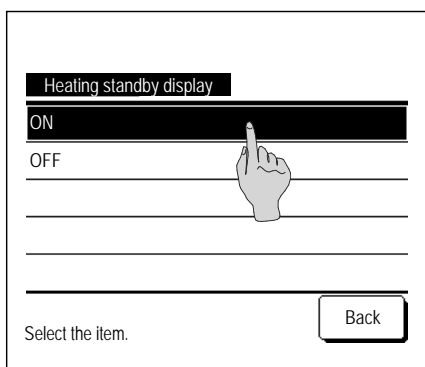 Heating standby display
ON
OFF
Select the item.
Back